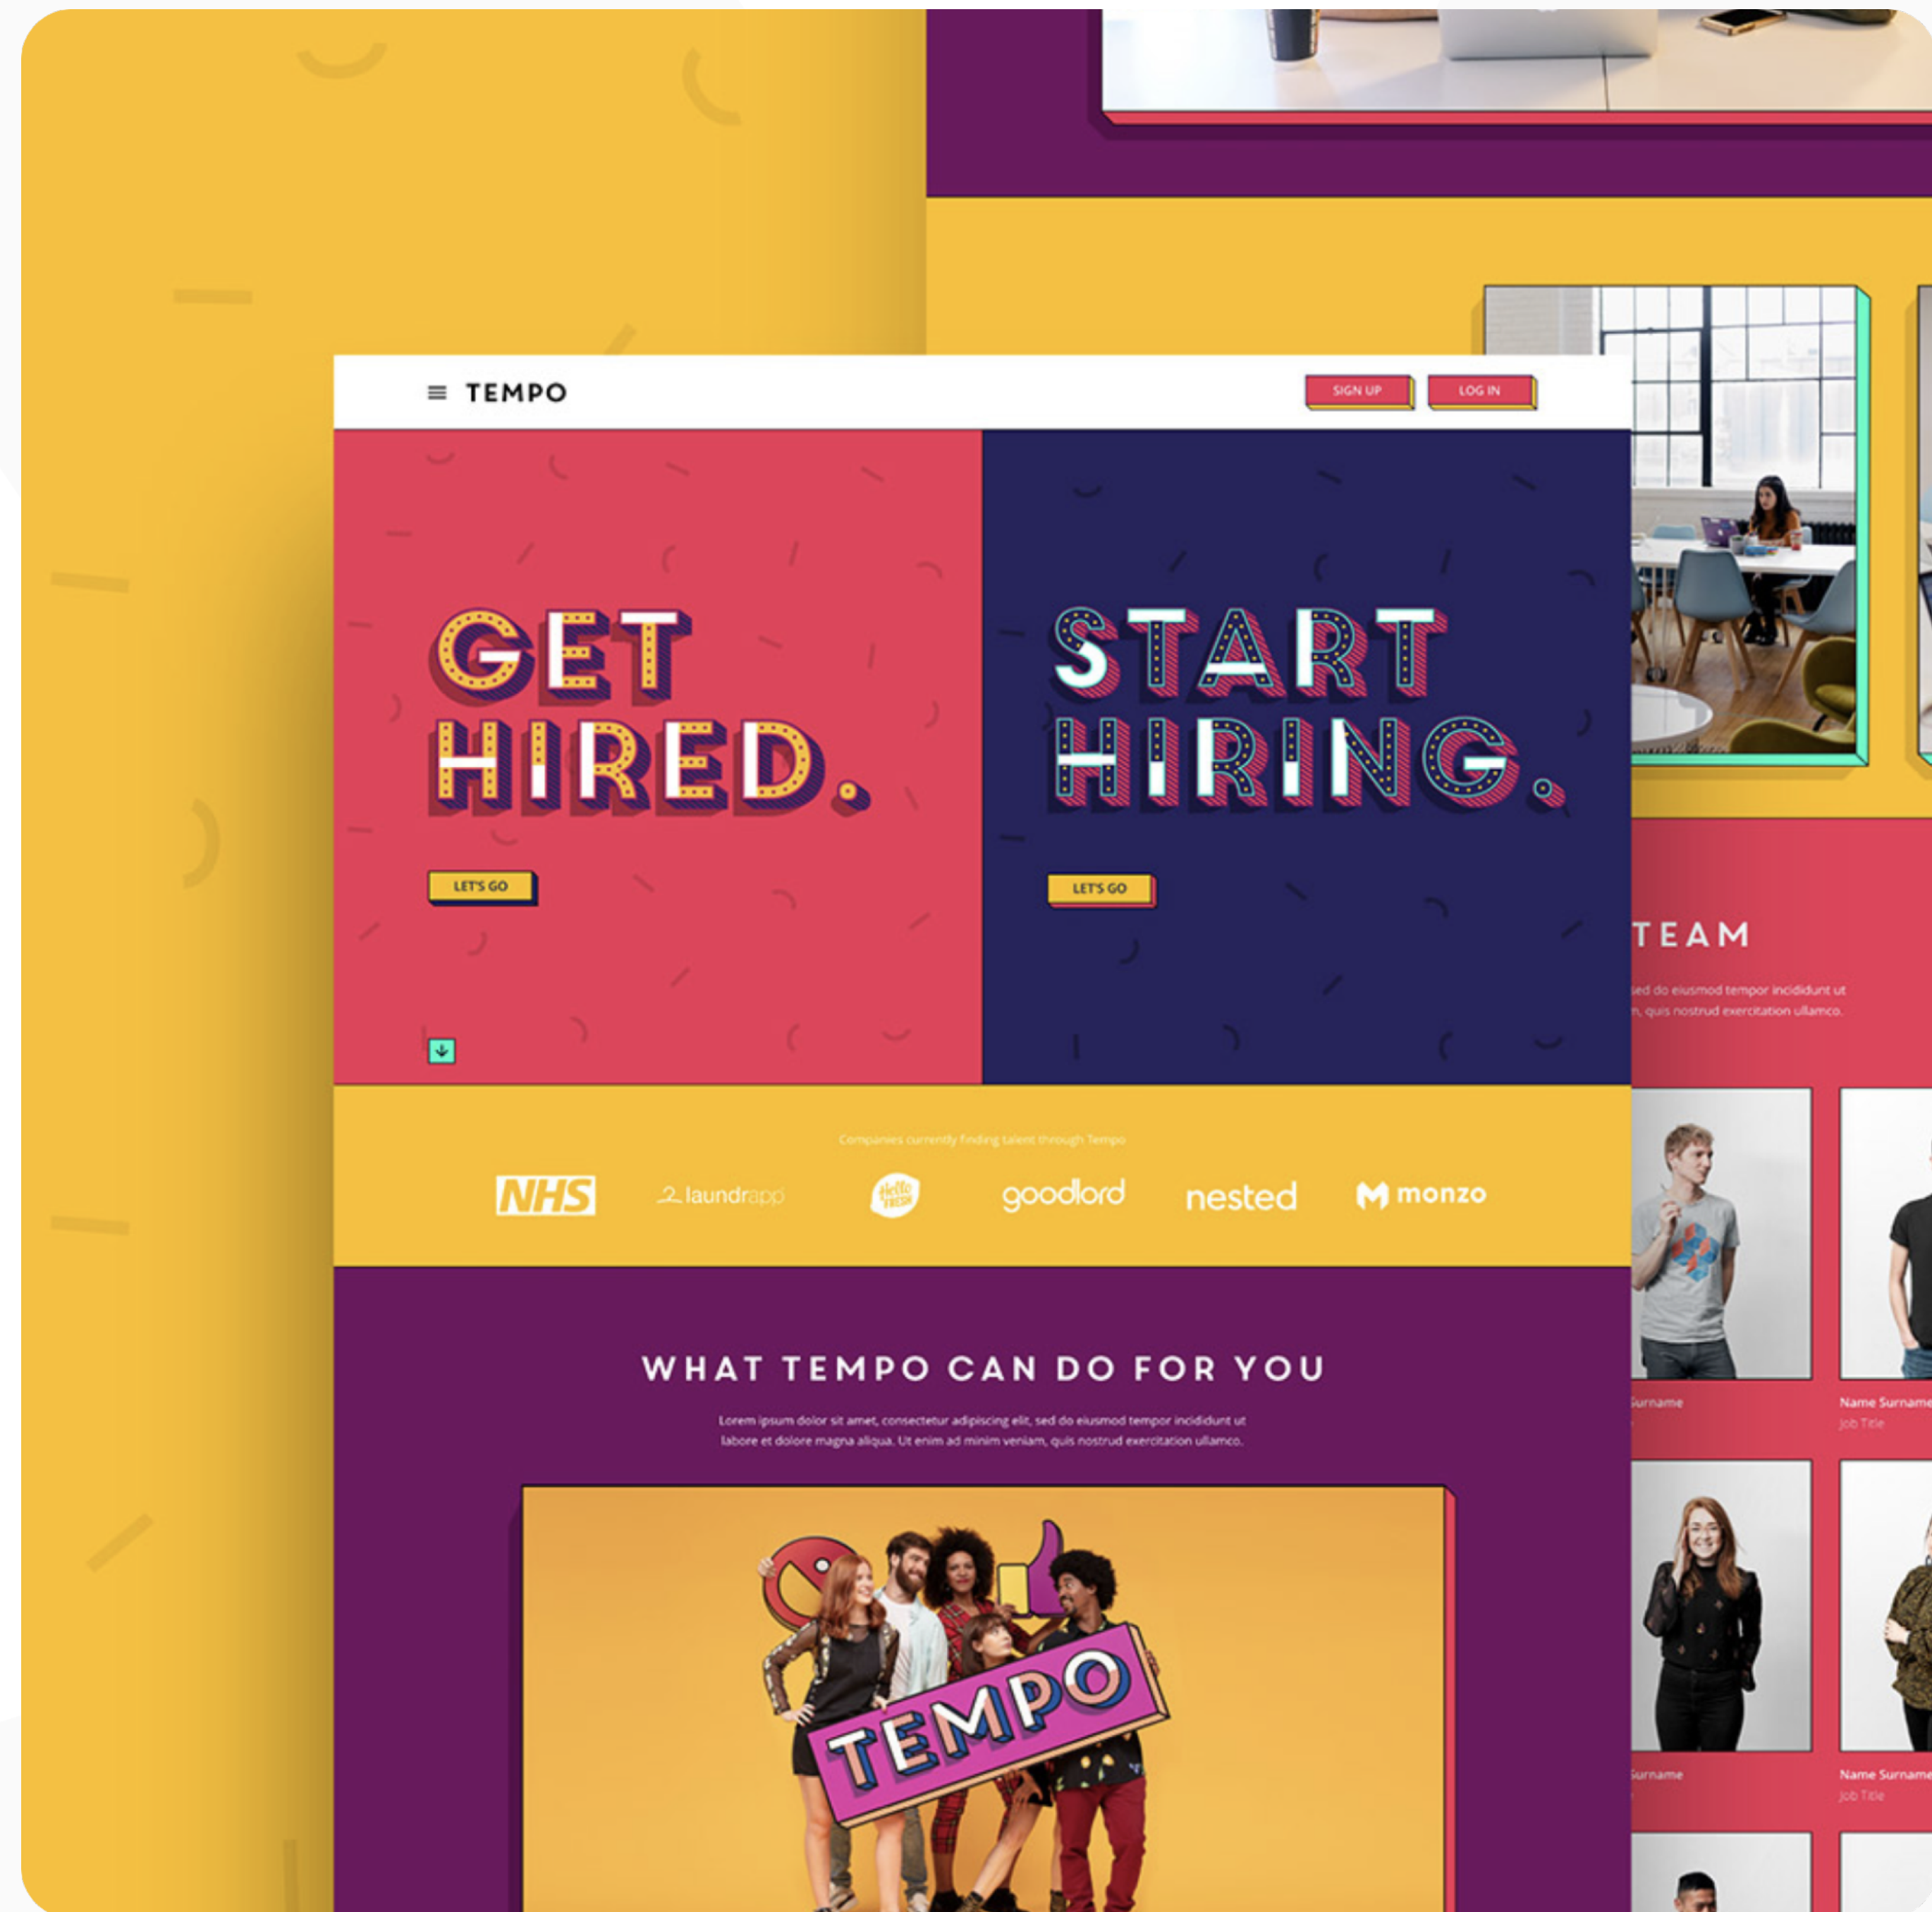 TEMPO
SIGN UP
LOG IN
GET
HIRED.
START
HIRING.
LET'S GO
LET'S GO
Companies currently finding talent through Tempo
NHS
laundrapp
Hello
FRESH
goodlord
nested
monzo
WHAT TEMPO CAN DO FOR YOU
Lorem ipsum dolor sit amet, consectetur adipiscing elit, sed do eiusmod tempor incididunt ut
labore et dolore magna aliqua. Ut enim ad minim veniam, quis nostrud exercitation ullamco.
TEMPO
TEAM
sed do eiusmod tempor incididunt ut
quis nostrud exercitation ullamco.
Surname
Name Surname
Job Title
Surname
Name Surname
Job Title